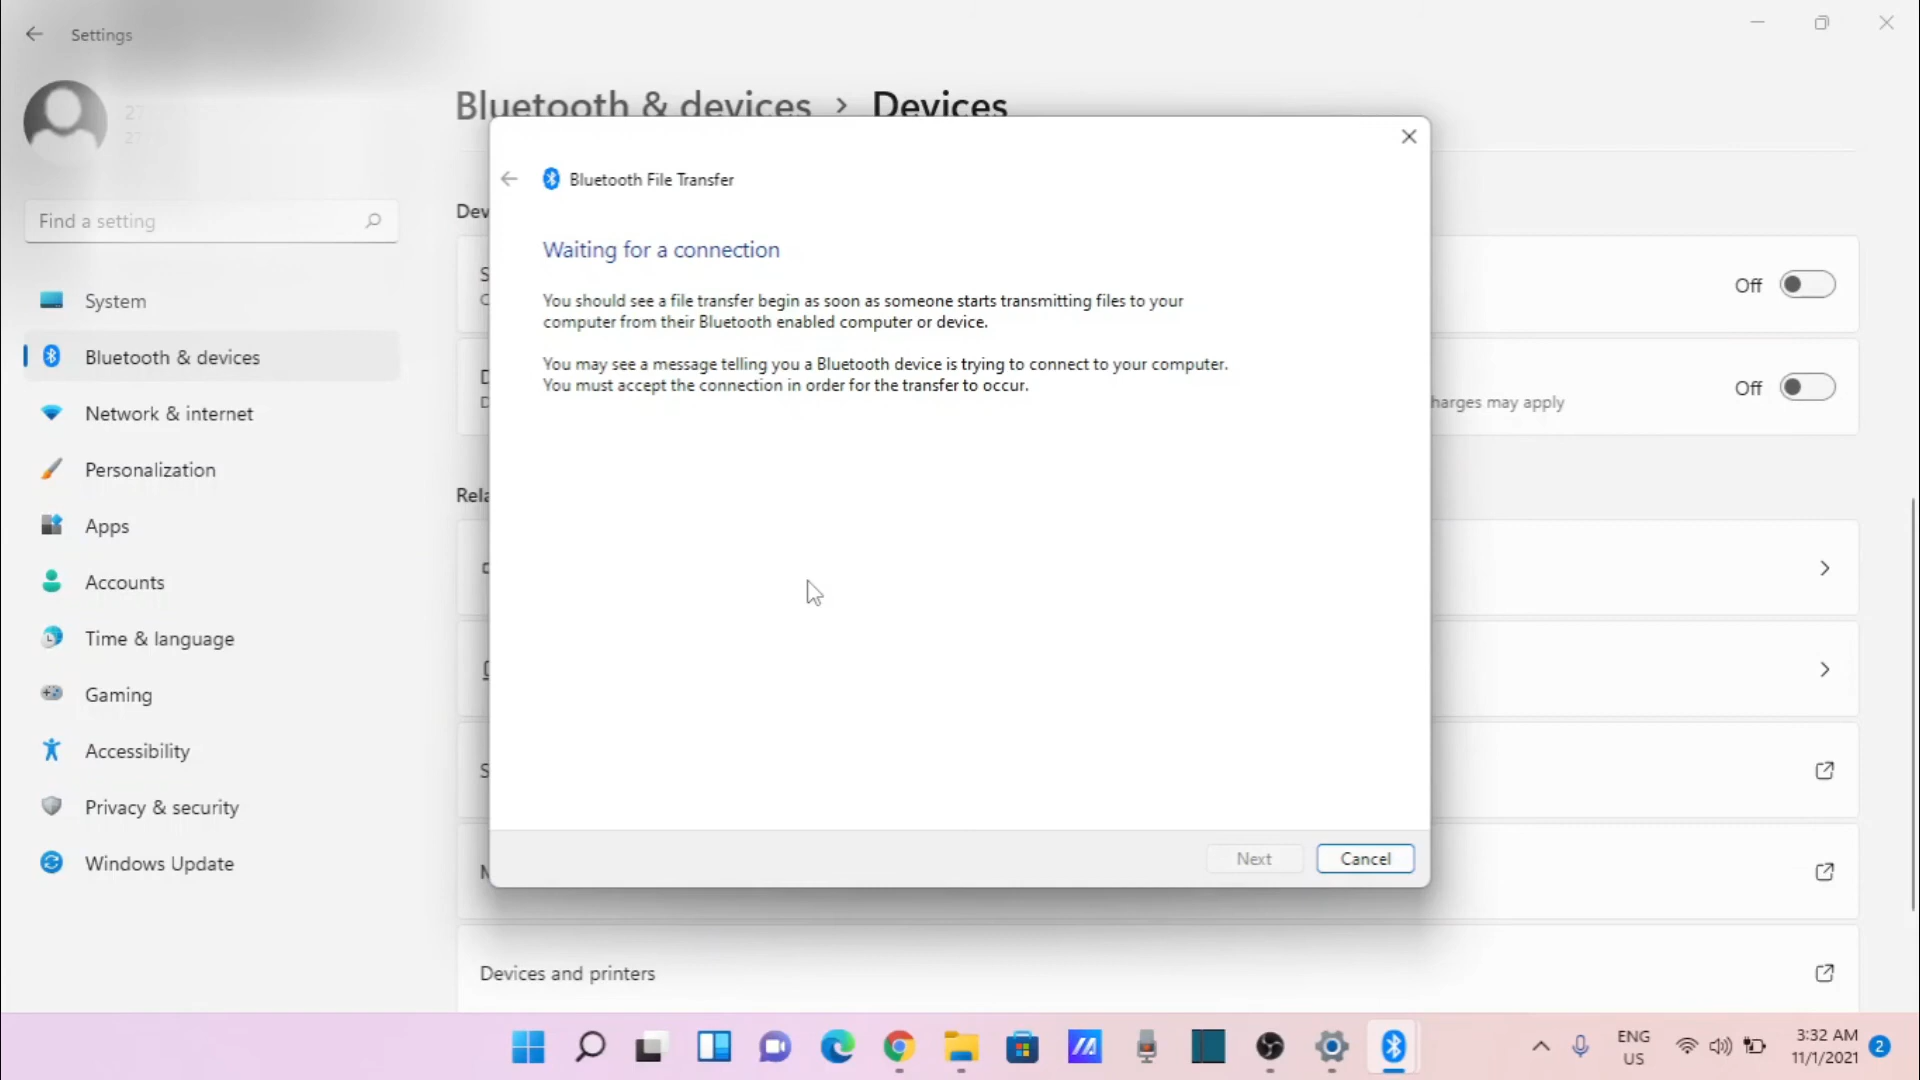 Settings
Bluetooth & devices > Devices
Bluetooth File Transfer
27
27
Find a setting
Dev
Waiting for a connection
You should see a file transfer begin as soon as someone starts transmitting files to your
computer from their Bluetooth enabled computer or device.
You may see a message telling you a Bluetooth device is trying to connect to your computer.
You must accept the connection in order for the transfer to occur.
Off
Off
harges may apply
System
Bluetooth & devices
Network & internet
Personalization
Apps
Accounts
Time & language
Gaming
Accessibility
Privacy & security
Windows Update
Rela
Next
Cancel
Devices and printers
ENG
US
3:32 AM
11/1/2021
2